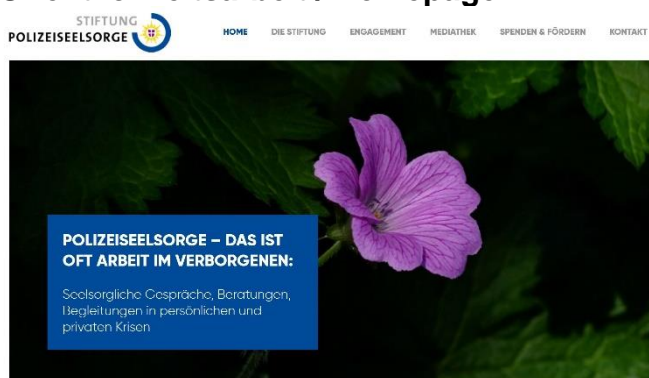 STIFTUNG
POLIZEISEELSORGE
HOME DIE STIFTUNG ENGAGEMENT MEDIATHEK SPENDEN & FÖRDERN KONTAKT
POLIZEISEELSORGE – DAS IST
OFT ARBEIT IM VERBORGENEN:
Seelsorgliche Gespräche, Beratungen,
Begleitungen in persönlichen und
privaten Krisen